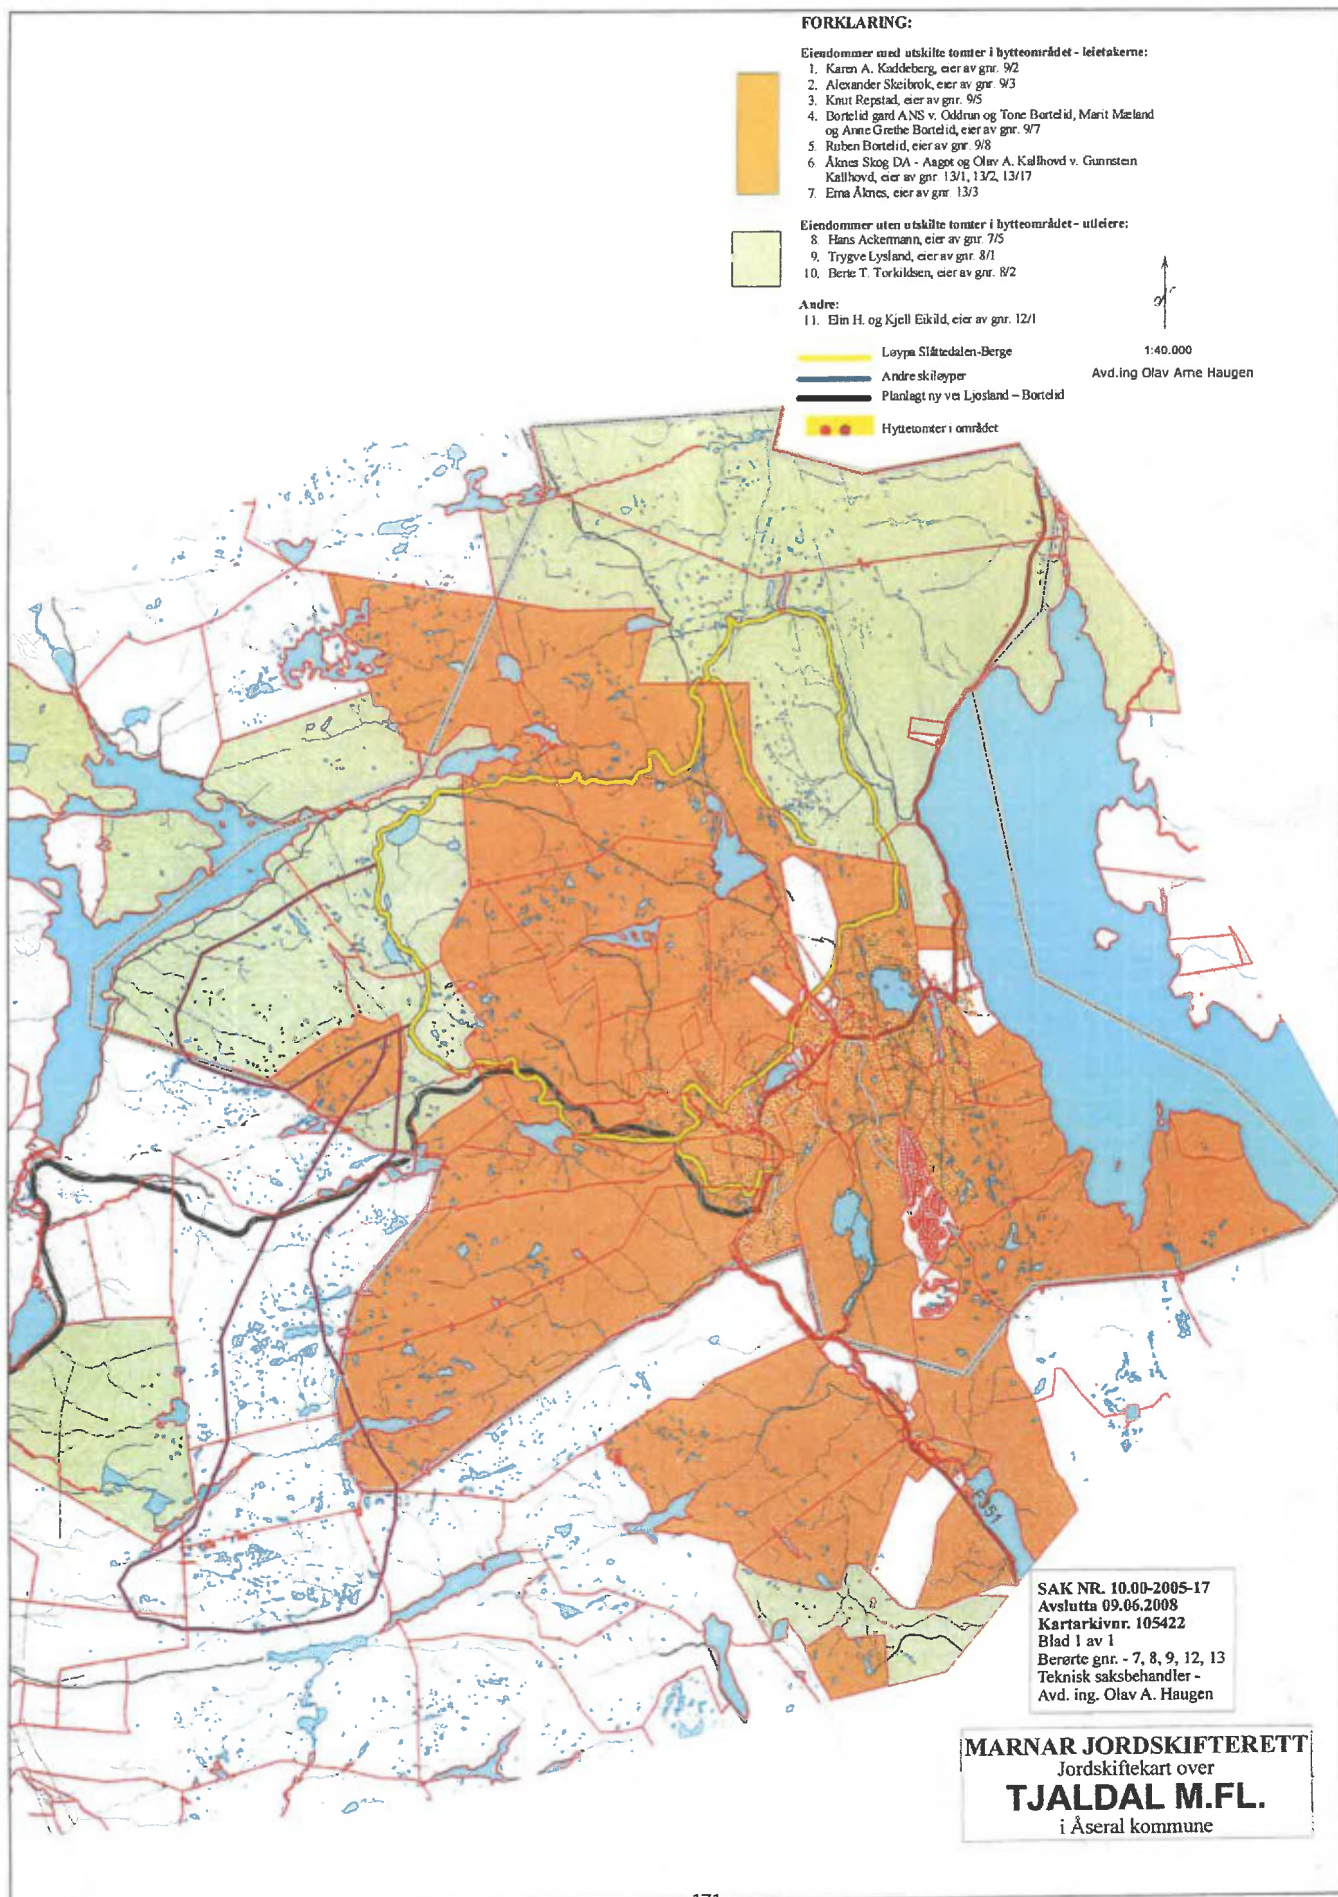 FORKLARING:
Eiendommer med utskilte tomter i hytteområdet - leietakerne:
1. Karen A. Kaddeberg, eier av gnr. 9/2
2. Alexander Skeibrok, eier av gnr. 9/3
3. Knut Repstad, eier av gnr. 9/5
4. Bortelid gard ANS v. Oddrun og Tone Bortelid, Marit Mæland
og Anne Grethe Bortelid, eier av gnr. 9/7
5. Ruben Bortelid, eier av gnr. 9/8
6. Åknes Skog DA - Aagot og Olav A. Kallhovd v. Gunnstein
Kallhovd, eier av gnr. 13/1, 13/2, 13/17
7. Erna Åknes, eier av gnr. 13/3
Eiendommer uten utskilte tomter i hytteområdet - utleiere:
8. Hans Ackermann, eier av gnr. 7/5
9. Trygve Lysland, eier av gnr. 8/1
10. Berte T. Torkildsen, eier av gnr. 8/2
Andre:
11. Elin H. og Kjell Eikild, eier av gnr. 12/1
Løypa Slåttedalen-Berge
Andre skiløyper
Planlagt ny vei Ljosland – Bortelid
Hyttetomter i området
1:40.000
Avd.ing Olav Arne Haugen
F351
SAK NR. 10.00-2005-17
Avslutta 09.06.2008
Kartarkivnr. 105422
Blad 1 av 1
Berørte gnr. - 7, 8, 9, 12, 13
Teknisk saksbehandler -
Avd. ing. Olav A. Haugen
MARNAR JORDSKIFTERETT
Jordskiftekart over
TJALDAL M.FL.
i Åseral kommune
171